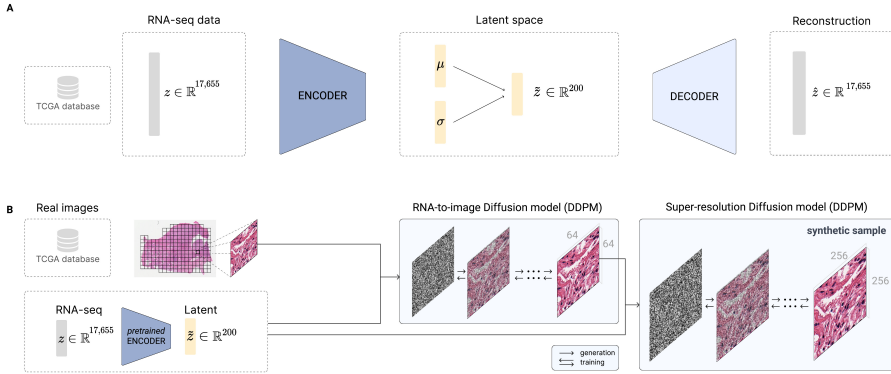 A
RNA-seq data
Latent space
Reconstruction
TCGA database
z ∈ ℝ^17,655
ENCODER
μ
σ
z̃ ∈ ℝ^200
DECODER
ẑ ∈ ℝ^17,655
B
Real images
TCGA database
RNA-seq
z ∈ ℝ^17,655
pretrained
ENCODER
Latent
z̃ ∈ ℝ^200
RNA-to-image Diffusion model (DDPM)
64
64
generation
training
Super-resolution Diffusion model (DDPM)
synthetic sample
256
256